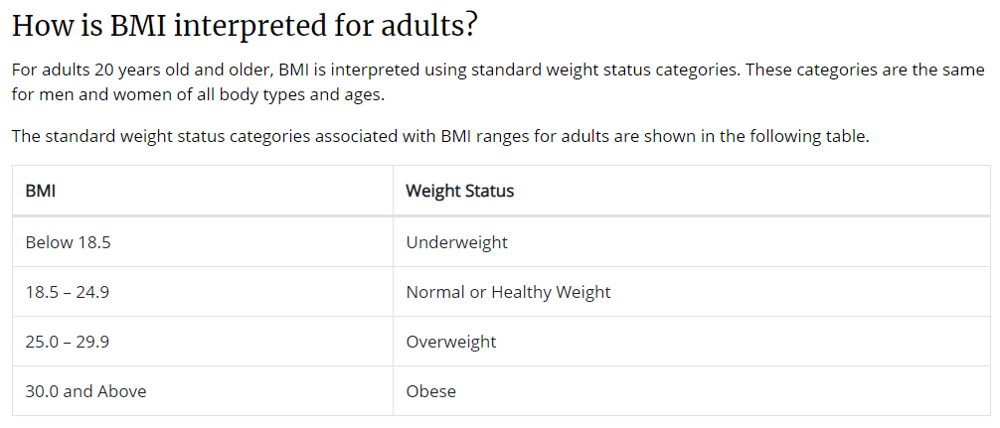 How is BMI interpreted for adults?
For adults 20 years old and older, BMI is interpreted using standard weight status categories. These categories are the same
for men and women of all body types and ages.
The standard weight status categories associated with BMI ranges for adults are shown in the following table.
BMI Weight Status
Below 18.5 Underweight
18.5 – 24.9 Normal or Healthy Weight
25.0 – 29.9 Overweight
30.0 and Above Obese